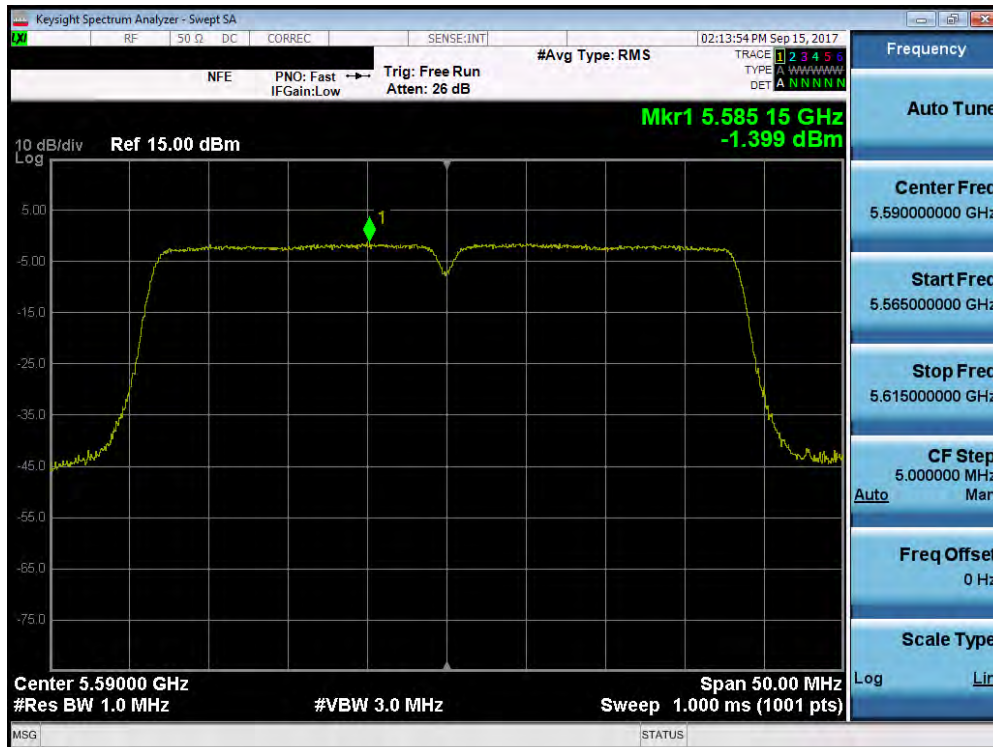 Keysight Spectrum Analyzer - Swept SA
LXI RF 50 Ω DC CORREC SENSE:INT 02:13:54 PM Sep 15, 2017
NFE PNO: Fast Trig: Free Run #Avg Type: RMS TRACE 1 2 3 4 5 6
IFGain:Low Atten: 26 dB TYPE A WWWWW
DET A N N N N N
Mkr1 5.585 15 GHz
-1.399 dBm
10 dB/div Ref 15.00 dBm
Log
1
5.00
-5.00
-15.0
-25.0
-35.0
-45.0
-55.0
-65.0
-75.0
Center 5.59000 GHz Span 50.00 MHz
#Res BW 1.0 MHz #VBW 3.0 MHz Sweep 1.000 ms (1001 pts)
MSG STATUS
Frequency
Auto Tune
Center Freq
5.590000000 GHz
Start Freq
5.565000000 GHz
Stop Freq
5.615000000 GHz
CF Step
5.000000 MHz
Auto Man
Freq Offset
0 Hz
Scale Type
Log Lin